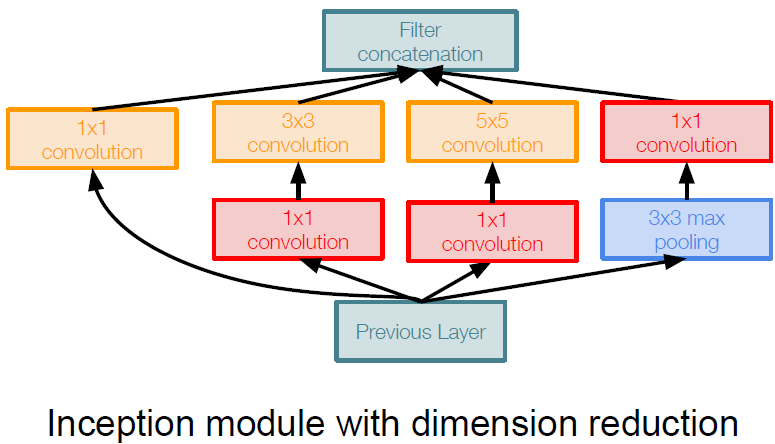 Filter
concatenation
1x1
convolution
3x3
convolution
5x5
convolution
1x1
convolution
1x1
convolution
1x1
convolution
3x3 max
pooling
Previous Layer
Inception module with dimension reduction